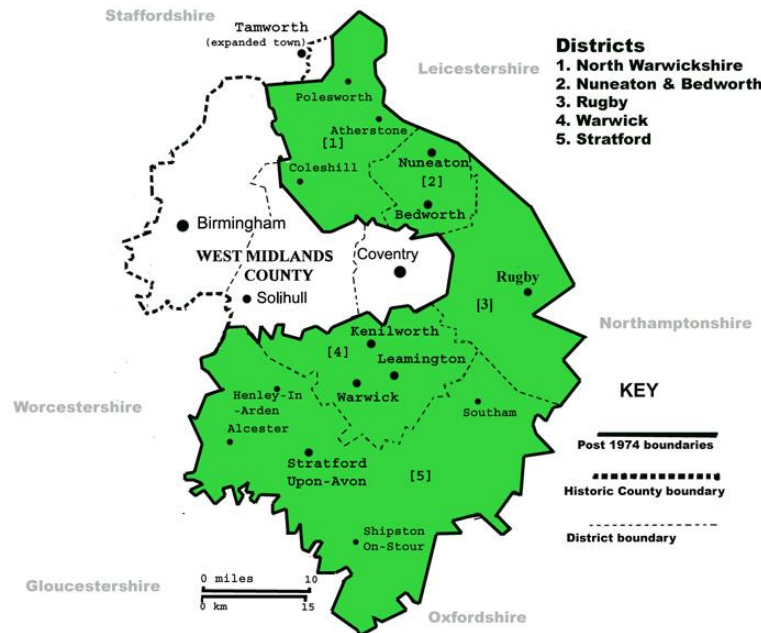 Staffordshire
Tamworth
(expanded town)
Leicestershire
Districts
1. North Warwickshire
2. Nuneaton & Bedworth
3. Rugby
4. Warwick
5. Stratford
Polesworth
Atherstone
[1]
Nuneaton
Coleshill
[2]
Bedworth
Birmingham
WEST MIDLANDS
COUNTY
Coventry
Solihull
Rugby
[3]
Northamptonshire
Kenilworth
[4]
Leamington
Warwick
Henley-In
-Arden
Southam
Worcestershire
Alcester
Stratford
Upon-Avon
[5]
KEY
Post 1974 boundaries
Historic County boundary
District boundary
Shipston
On-Stour
Gloucestershire
0 miles 10
0 km 15
Oxfordshire